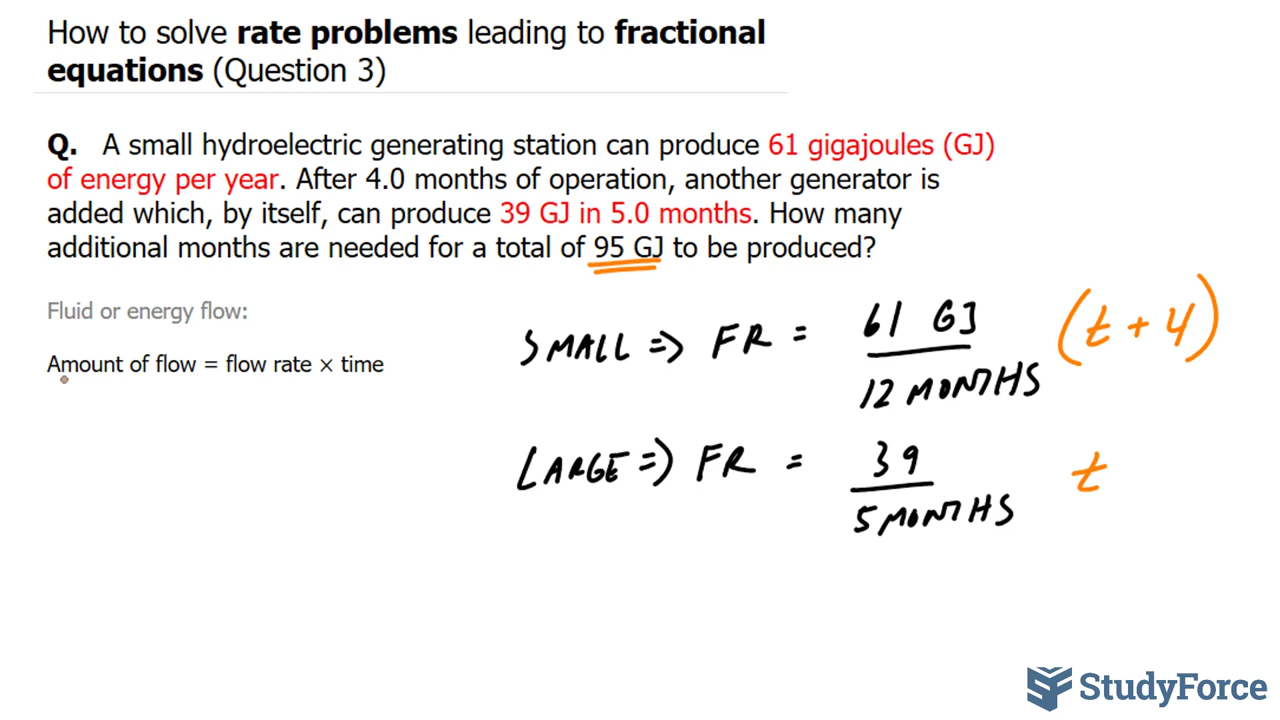 How to solve rate problems leading to fractional
equations (Question 3)
Q. A small hydroelectric generating station can produce 61 gigajoules (GJ)
of energy per year. After 4.0 months of operation, another generator is
added which, by itself, can produce 39 GJ in 5.0 months. How many
additional months are needed for a total of 95 GJ to be produced?
Fluid or energy flow:
Amount of flow = flow rate × time
SMALL => FR = 61 GJ (t + 4)
12 MONTHS
LARGE => FR = 39 t
5 MONTHS
StudyForce